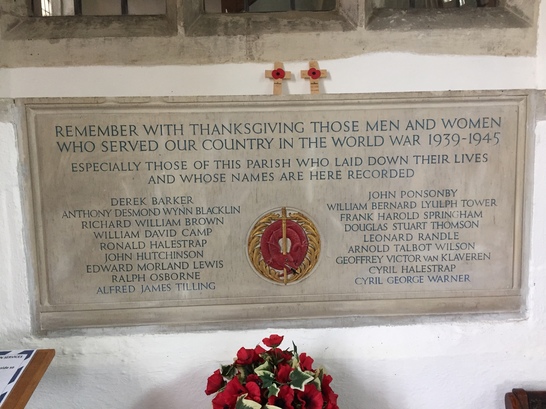 REMEMBER WITH THANKSGIVING THOSE MEN AND WOMEN
WHO SERVED OUR COUNTRY IN THE WORLD WAR 1939-1945
ESPECIALLY THOSE OF THIS PARISH WHO LAID DOWN THEIR LIVES
AND WHOSE NAMES ARE HERE RECORDED
DEREK BARKER
ANTHONY DESMOND WYNN BLACKLIN
RICHARD WILLIAM BROWN
WILLIAM DAVID CAMP
RONALD HALESTRAP
JOHN HUTCHINSON
EDWARD MORLAND LEWIS
RALPH OSBORNE
ALFRED JAMES TILLING
JOHN PONSONBY
WILLIAM BERNARD LYULPH TOWER
FRANK HAROLD SPRINGHAM
DOUGLAS STUART THOMSON
LEONARD RANDLE
ARNOLD TALBOT WILSON
GEOFFREY VICTOR VAN KLAVEREN
CYRIL HALESTRAP
CYRIL GEORGE WARNER